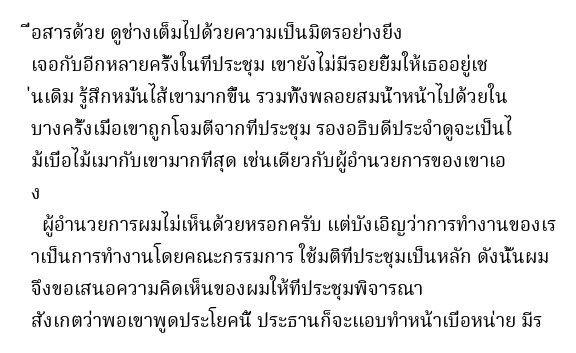 ื่อสารด้วย ดูช่างเต็มไปด้วยความเป็นมิตรอย่างยิ่ง
เจอกับอีกหลายครั้งในที่ประชุม เขายังไม่มีรอยยิ้มให้เธออยู่เช
่นเดิม รู้สึกหมั่นไส้เขามากขึ้น รวมทั้งพลอยสมน้ำหน้าไปด้วยใน
บางครั้งเมื่อเขาถูกโจมตีจากที่ประชุม รองอธิบดีประจำดูจะเป็นไ
ม้เบื่อไม้เมากับเขามากที่สุด เช่นเดียวกับผู้อำนวยการของเขาเอ
ง
ผู้อำนวยการผมไม่เห็นด้วยหรอกครับ แต่บังเอิญว่าการทำงานของเร
าเป็นการทำงานโดยคณะกรรมการ ใช้มติที่ประชุมเป็นหลัก ดังนั้นผม
จึงขอเสนอความคิดเห็นของผมให้ที่ประชุมพิจารณา
สังเกตว่าพอเขาพูดประโยคนี้ ประธานก็จะแอบทำหน้าเบื่อหน่าย มีร